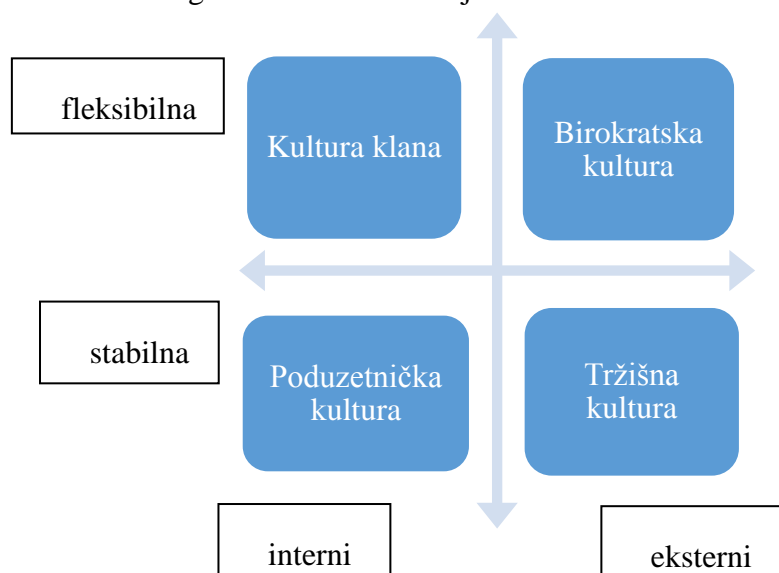 fleksibilna
Kultura klana
Birokratska
kultura
stabilna
Poduzetnička
kultura
Tržišna
kultura
interni
eksterni